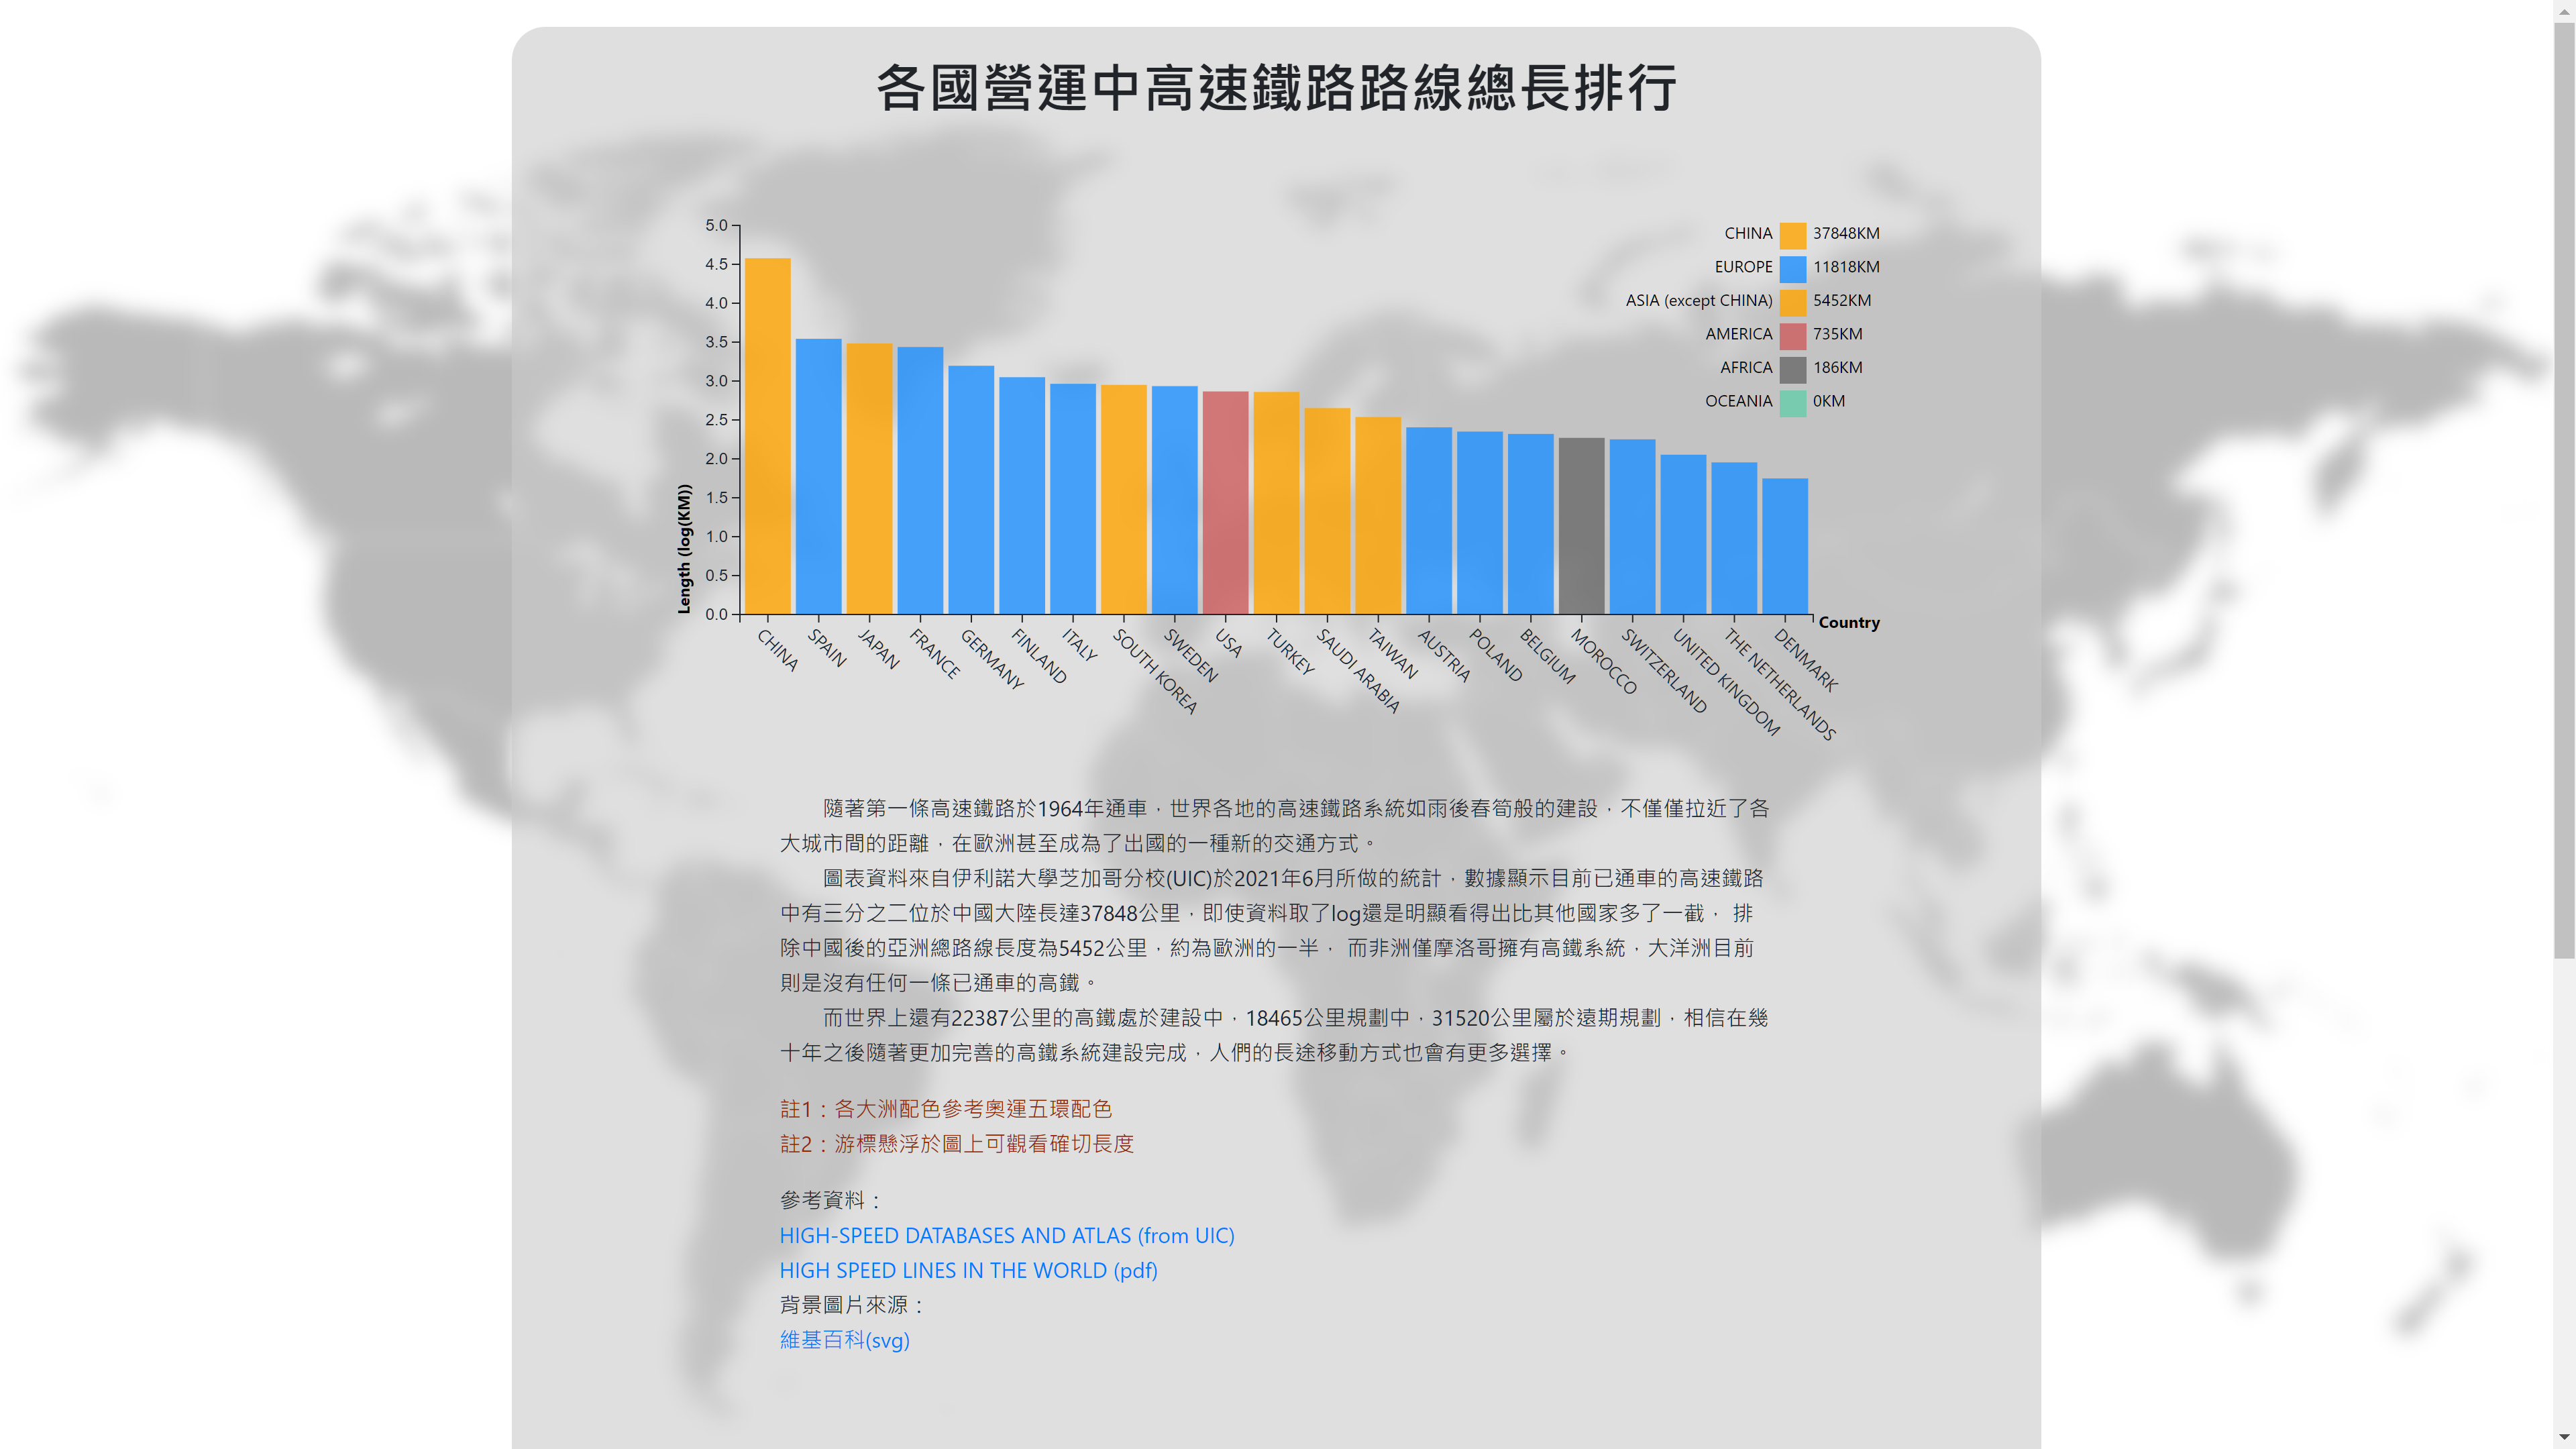 各國營運中高速鐵路路線總長排行
5.0
4.5
4.0
3.5
3.0
2.5
2.0
1.5
1.0
0.5
0.0
Length (log(KM))
CHINA 37848KM
EUROPE 11818KM
ASIA (except CHINA) 5452KM
AMERICA 735KM
AFRICA 186KM
OCEANIA 0KM
CHINA
SPAIN
JAPAN
FRANCE
GERMANY
FINLAND
ITALY
SOUTH KOREA
SWEDEN
USA
TURKEY
SAUDI ARABIA
TAIWAN
AUSTRIA
POLAND
BELGIUM
MOROCCO
SWITZERLAND
UNITED KINGDOM
THE NETHERLANDS
DENMARK
Country
隨著第一條高速鐵路於1964年通車，世界各地的高速鐵路系統如雨後春筍般的建設，不僅僅拉近了各
大城市間的距離，在歐洲甚至成為了出國的一種新的交通方式。
圖表資料來自伊利諾大學芝加哥分校(UIC)於2021年6月所做的統計，數據顯示目前已通車的高速鐵路
中有三分之二位於中國大陸長達37848公里，即使資料取了log還是明顯看得出比其他國家多了一截， 排
除中國後的亞洲總路線長度為5452公里，約為歐洲的一半， 而非洲僅摩洛哥擁有高鐵系統，大洋洲目前
則是沒有任何一條已通車的高鐵。
而世界上還有22387公里的高鐵處於建設中，18465公里規劃中，31520公里屬於遠期規劃，相信在幾
十年之後隨著更加完善的高鐵系統建設完成，人們的長途移動方式也會有更多選擇。
註1：各大洲配色參考奧運五環配色
註2：游標懸浮於圖上可觀看確切長度
參考資料：
HIGH-SPEED DATABASES AND ATLAS (from UIC)
HIGH SPEED LINES IN THE WORLD (pdf)
背景圖片來源：
維基百科(svg)